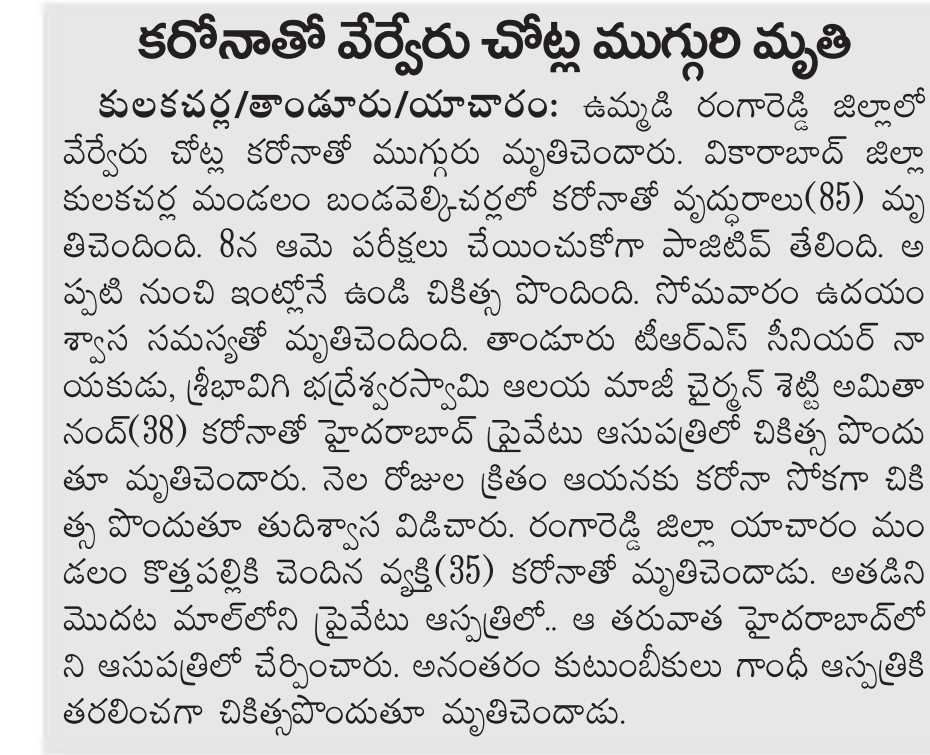 కరోనాతో వేర్వేరు చోట్ల ముగ్గురి మృతి
కులకచర్ల/తాండూరు/యాచారం: ఉమ్మడి రంగారెడ్డి జిల్లాలో
వేర్వేరు చోట్ల కరోనాతో ముగ్గురు మృతిచెందారు. వికారాబాద్ జిల్లా
కులకచర్ల మండలం బండవెల్కిచర్లలో కరోనాతో వృద్ధురాలు(85) మృ
తిచెందింది. 8న ఆమె పరీక్షలు చేయించుకోగా పాజిటివ్ తేలింది. అ
ప్పటి నుంచి ఇంట్లోనే ఉండి చికిత్స పొందింది. సోమవారం ఉదయం
శ్వాస సమస్యతో మృతిచెందింది. తాండూరు టీఆర్ఎస్ సీనియర్ నా
యకుడు, శ్రీభావిగి భద్రేశ్వరస్వామి ఆలయ మాజీ చైర్మన్ శెట్టి అమితా
నంద్(38) కరోనాతో హైదరాబాద్ ప్రైవేటు ఆసుపత్రిలో చికిత్స పొందు
తూ మృతిచెందారు. నెల రోజుల క్రితం ఆయనకు కరోనా సోకగా చికి
త్స పొందుతూ తుదిశ్వాస విడిచారు. రంగారెడ్డి జిల్లా యాచారం మం
డలం కొత్తపల్లికి చెందిన వ్యక్తి(35) కరోనాతో మృతిచెందాడు. అతడిని
మొదట మాల్‌లోని ప్రైవేటు ఆస్పత్రిలో.. ఆ తరువాత హైదరాబాద్‌లో
ని ఆసుపత్రిలో చేర్పించారు. అనంతరం కుటుంబీకులు గాంధీ ఆస్పత్రికి
తరలించగా చికిత్సపొందుతూ మృతిచెందాడు.